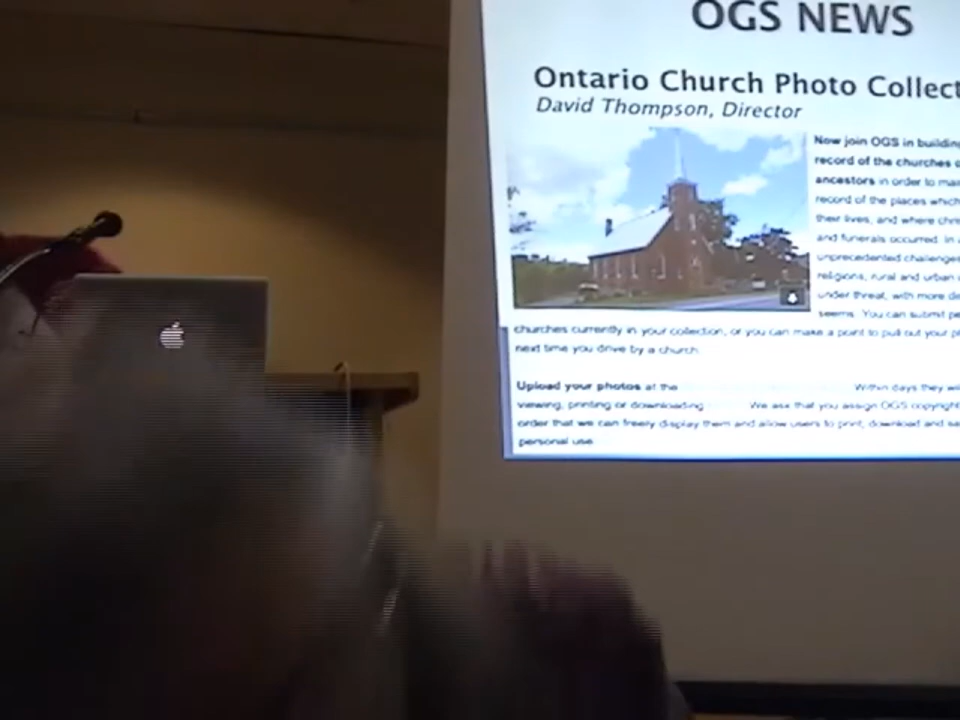 OGS NEWS
Ontario Church Photo Collect
David Thompson, Director
Now join OGS in building
record of the churches o
ancestors in order to mai
record of the places which
their lives, and where chri
and funerals occurred. In a
unprecedented challenges
religions, rural and urban
under threat, with more de
seems. You can submit pe
churches currently in your collection, or you can make a point to pull out your
next time you drive by a church.
Upload your photos at the Within days they wi
viewing, printing or downloading We ask that you assign OGS copyright
order that we can freely display them and allow users to print, download and sa
personal use.